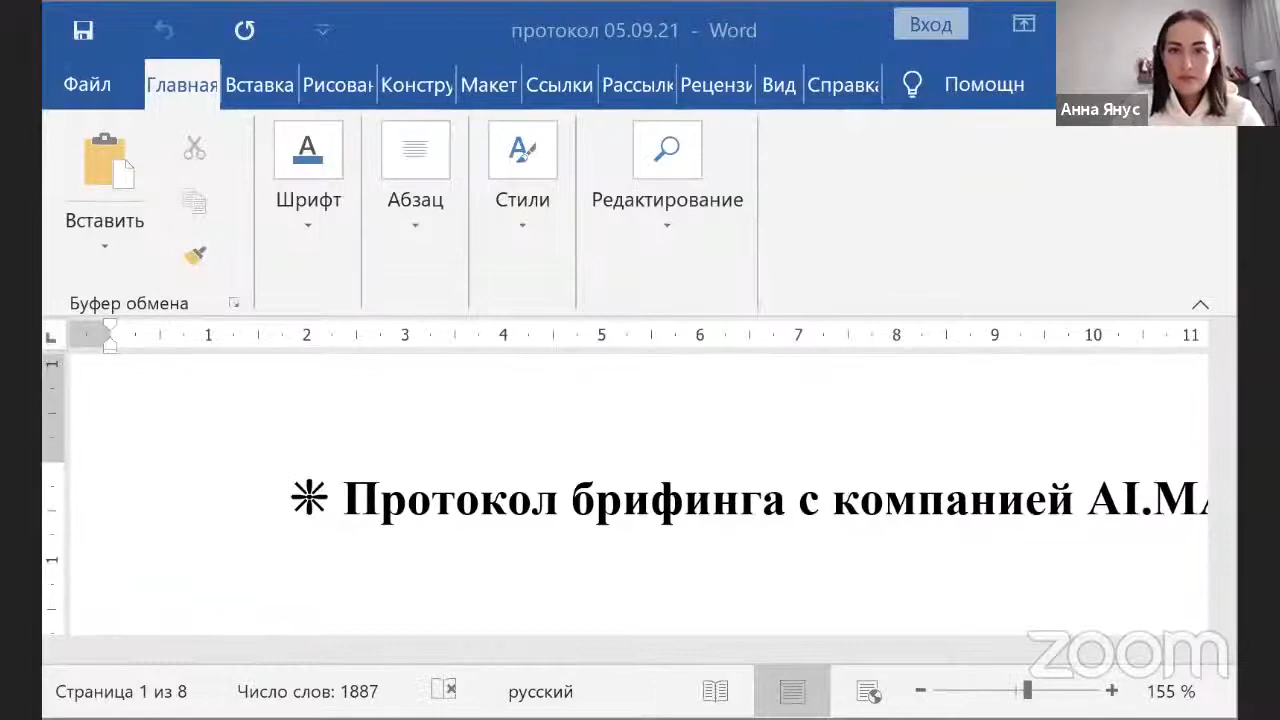 протокол 05.09.21 - Word
Вход
Файл
Главная
Вставка
Рисован
Констру
Макет
Ссылки
Рассылк
Рецензи
Вид
Справка
Помощн
Анна Янус
Вставить
Буфер обмена
Шрифт
Абзац
Стили
Редактирование
1 2 3 4 5 6 7 8 9 10 11
1
1
Протокол брифинга с компанией AI.MA
Страница 1 из 8
Число слов: 1887
русский
155 %
zoom